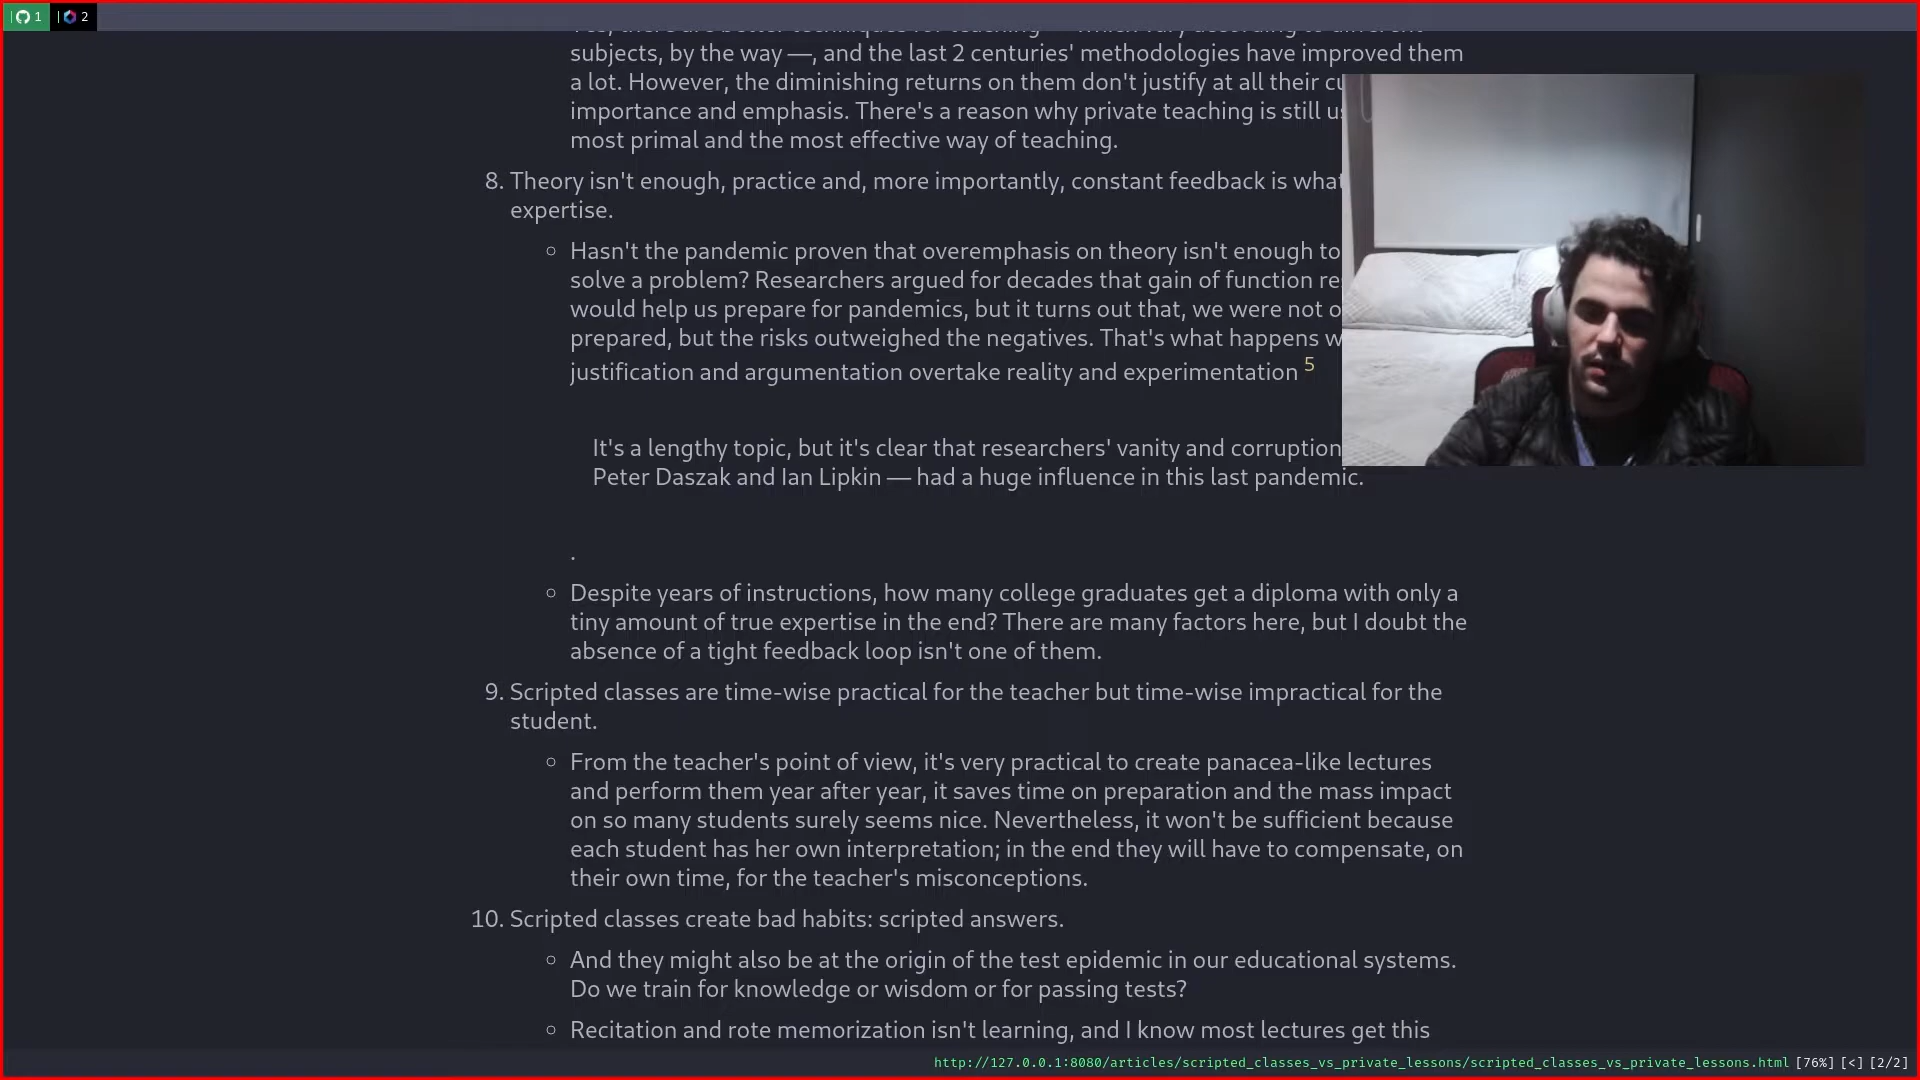 1 2
Yes, there are better techniques for teaching — which vary according to different
subjects, by the way —, and the last 2 centuries' methodologies have improved them
a lot. However, the diminishing returns on them don't justify at all their
importance and emphasis. There's a reason why private teaching is still
most primal and the most effective way of teaching.
8. Theory isn't enough, practice and, more importantly, constant feedback is what
expertise.
Hasn't the pandemic proven that overemphasis on theory isn't enough to
solve a problem? Researchers argued for decades that gain of function
would help us prepare for pandemics, but it turns out that, we were not
prepared, but the risks outweighed the negatives. That's what happens
justification and argumentation overtake reality and experimentation 5
It's a lengthy topic, but it's clear that researchers' vanity and corruption
Peter Daszak and Ian Lipkin — had a huge influence in this last pandemic.
.
Despite years of instructions, how many college graduates get a diploma with only a
tiny amount of true expertise in the end? There are many factors here, but I doubt the
absence of a tight feedback loop isn't one of them.
9. Scripted classes are time-wise practical for the teacher but time-wise impractical for the
student.
From the teacher's point of view, it's very practical to create panacea-like lectures
and perform them year after year, it saves time on preparation and the mass impact
on so many students surely seems nice. Nevertheless, it won't be sufficient because
each student has her own interpretation; in the end they will have to compensate, on
their own time, for the teacher's misconceptions.
10. Scripted classes create bad habits: scripted answers.
And they might also be at the origin of the test epidemic in our educational systems.
Do we train for knowledge or wisdom or for passing tests?
Recitation and rote memorization isn't learning, and I know most lectures get this
http://127.0.0.1:8080/articles/scripted_classes_vs_private_lessons/scripted_classes_vs_private_lessons.html [76%] [<] [2/2]